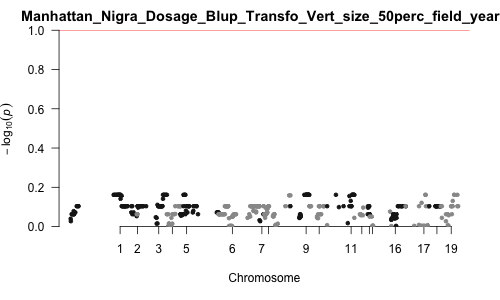 Manhattan_Nigra_Dosage_Blup_Transfo_Vert_size_50perc_field_year
1.0
0.8
0.6
0.4
0.2
0.0
− log₁₀(p)
1 2 3 5 6 7 9 11 16 17 19
Chromosome